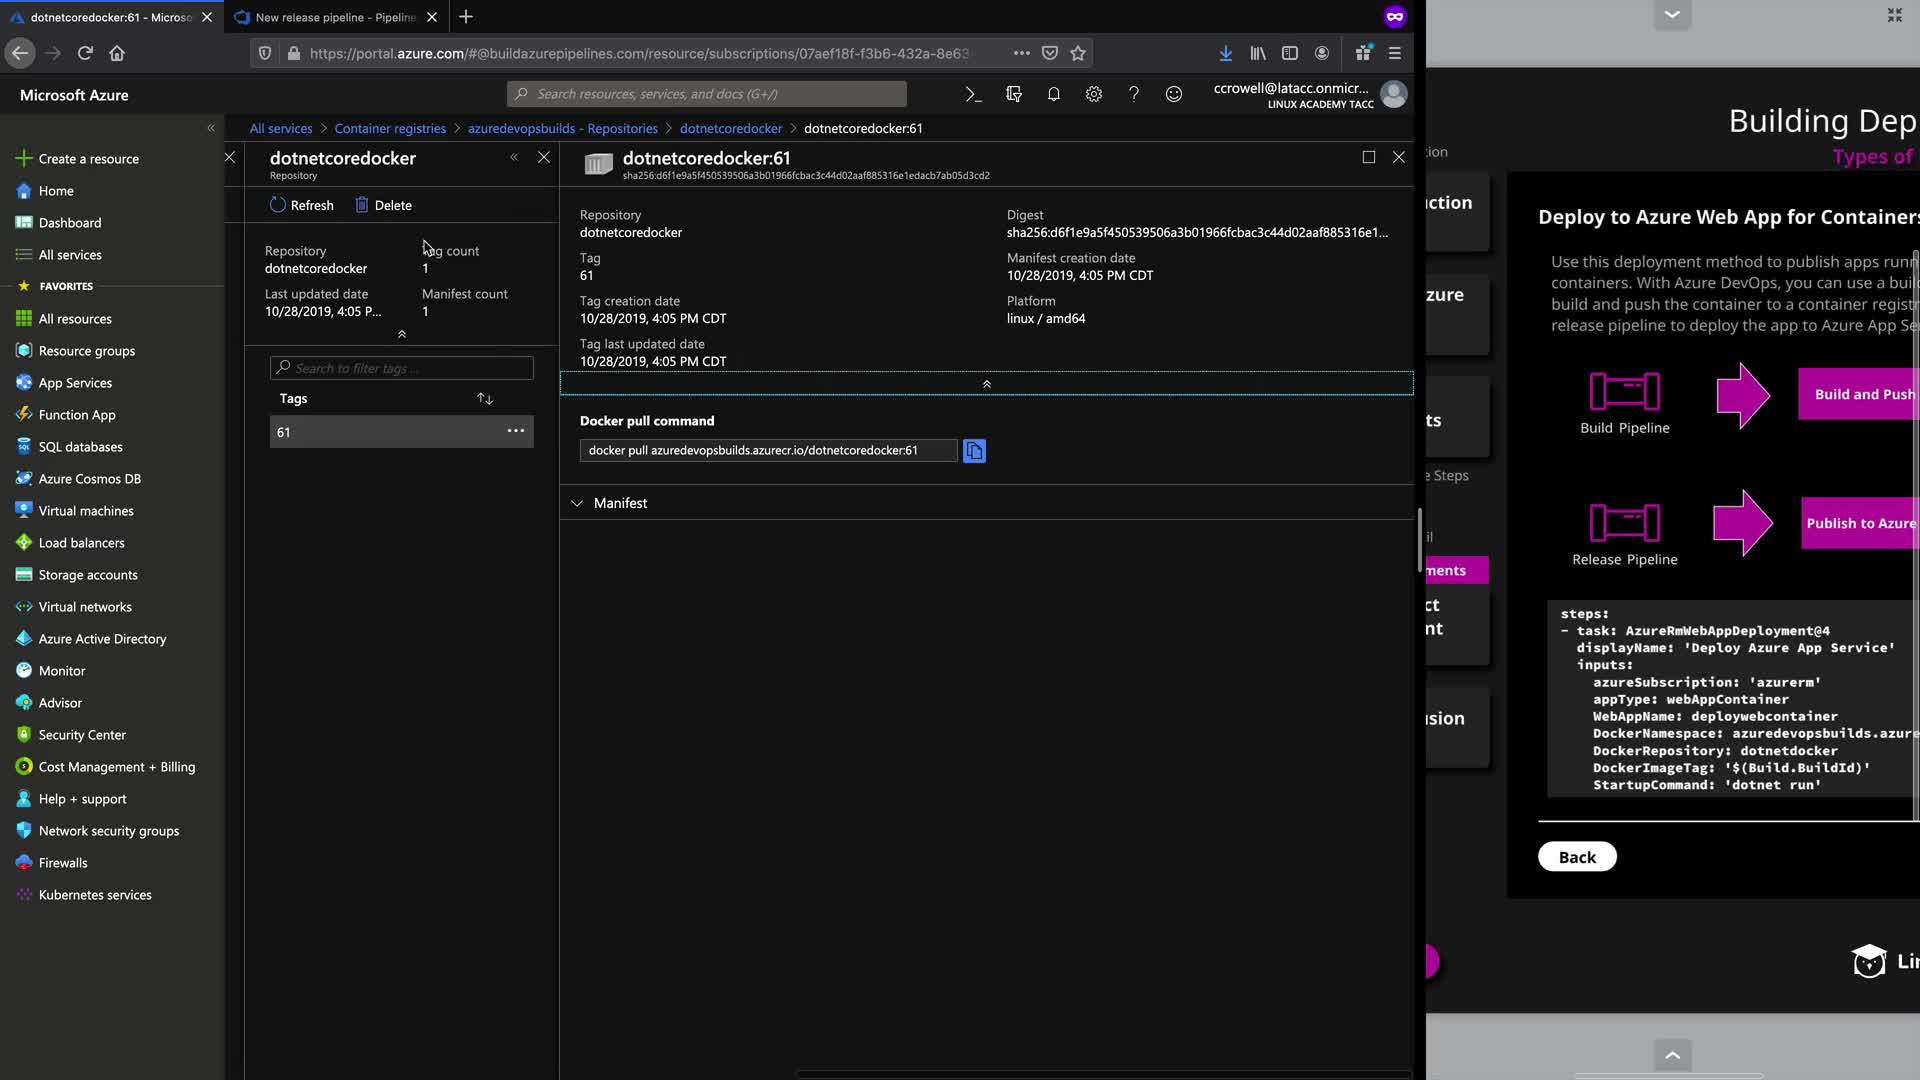 dotnetcoredocker:61 - Microso
New release pipeline - Pipeline
https://portal.azure.com/#@buildazurepipelines.com/resource/subscriptions/07aef18f-f3b6-432a-8e63
Microsoft Azure
Search resources, services, and docs (G+/)
ccrowell@latacc.onmicr...
LINUX ACADEMY TACC
All services > Container registries > azuredevopsbuilds - Repositories > dotnetcoredocker > dotnetcoredocker:61
Create a resource
Home
Dashboard
All services
FAVORITES
All resources
Resource groups
App Services
Function App
SQL databases
Azure Cosmos DB
Virtual machines
Load balancers
Storage accounts
Virtual networks
Azure Active Directory
Monitor
Advisor
Security Center
Cost Management + Billing
Help + support
Network security groups
Firewalls
Kubernetes services
dotnetcoredocker
Repository
Refresh
Delete
Repository
dotnetcoredocker
count
1
Last updated date
10/28/2019, 4:05 P...
Manifest count
1
Search to filter tags ...
Tags
61
dotnetcoredocker:61
sha256:d6f1e9a5f450539506a3b01966fcbac3c44d02aaf885316e1edacb7ab05d3cd2
Repository
dotnetcoredocker
Tag
61
Tag creation date
10/28/2019, 4:05 PM CDT
Tag last updated date
10/28/2019, 4:05 PM CDT
Digest
sha256:d6f1e9a5f450539506a3b01966fcbac3c44d02aaf885316e1...
Manifest creation date
10/28/2019, 4:05 PM CDT
Platform
linux / amd64
Docker pull command
docker pull azuredevopsbuilds.azurecr.io/dotnetcoredocker:61
Manifest
Building Dep
Types of
tion
uction
zure
ts
e Steps
il
ments
ct
nt
usion
Deploy to Azure Web App for Containers
Use this deployment method to publish apps runn
containers. With Azure DevOps, you can use a buil
build and push the container to a container regist
release pipeline to deploy the app to Azure App Se
Build Pipeline
Build and Push
Release Pipeline
Publish to Azure
steps:
- task: AzureRmWebAppDeployment@4
displayName: 'Deploy Azure App Service'
inputs:
azureSubscription: 'azurerm'
appType: webAppContainer
WebAppName: deploywebcontainer
DockerNamespace: azuredevopsbuilds.azure
DockerRepository: dotnetdocker
DockerImageTag: '$(Build.BuildId)'
StartupCommand: 'dotnet run'
Back
Lin